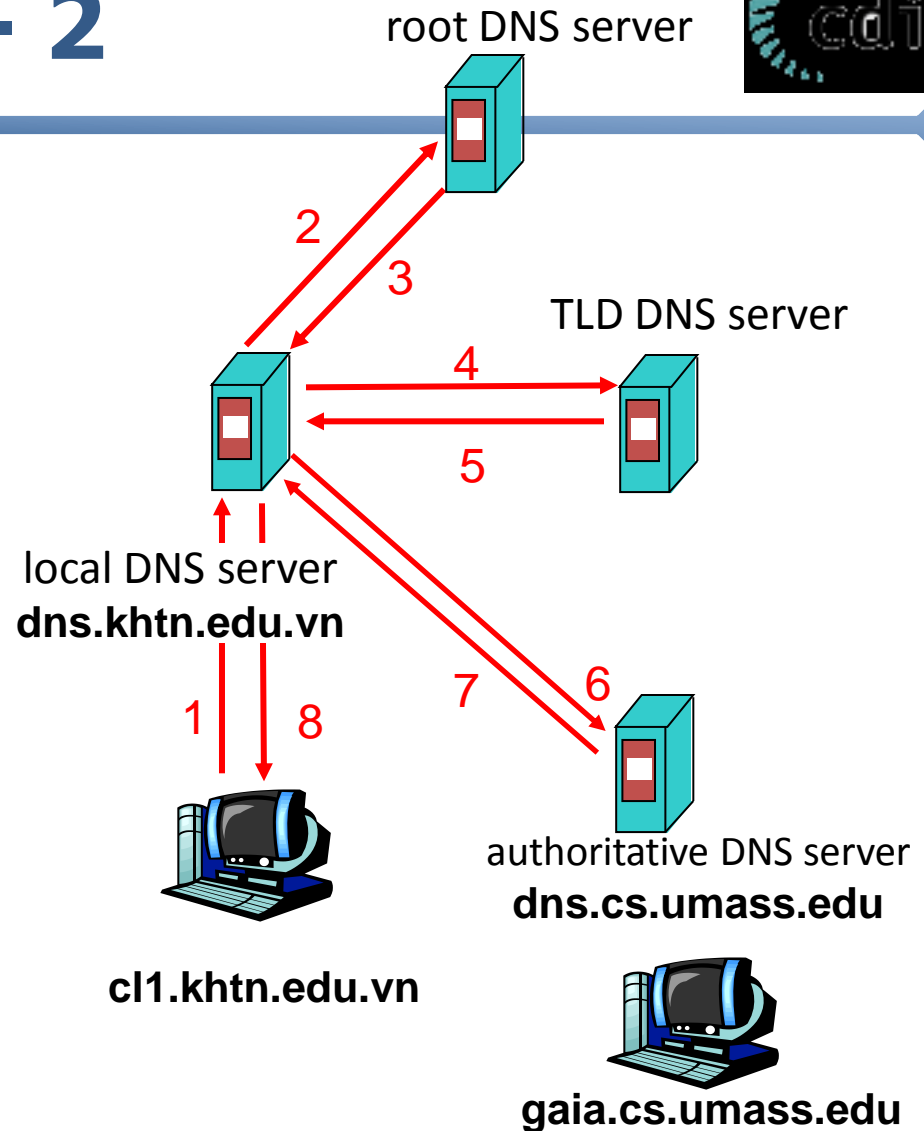 2
root DNS server
2
3
TLD DNS server
4
5
local DNS server
dns.khtn.edu.vn
1
8
7
6
authoritative DNS server
dns.cs.umass.edu
cl1.khtn.edu.vn
gaia.cs.umass.edu